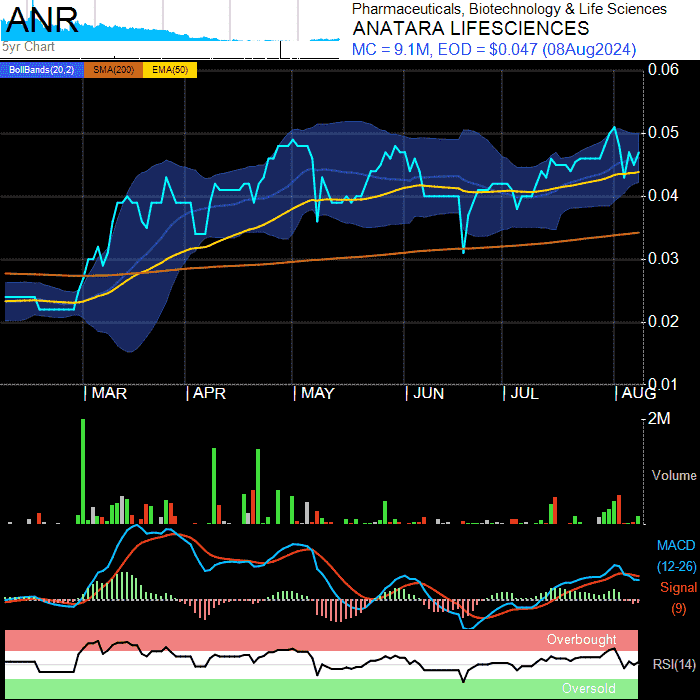 ANR
5yr Chart
Pharmaceuticals, Biotechnology & Life Sciences
ANATARA LIFESCIENCES
MC = 9.1M, EOD = $0.047 (08Aug2024)
BollBands(20,2) SMA(200) EMA(50)
0.06
0.05
0.04
0.03
0.02
0.01
MAR APR MAY JUN JUL AUG
2M
Volume
MACD
(12-26)
Signal
(9)
Overbought
RSI(14)
Oversold